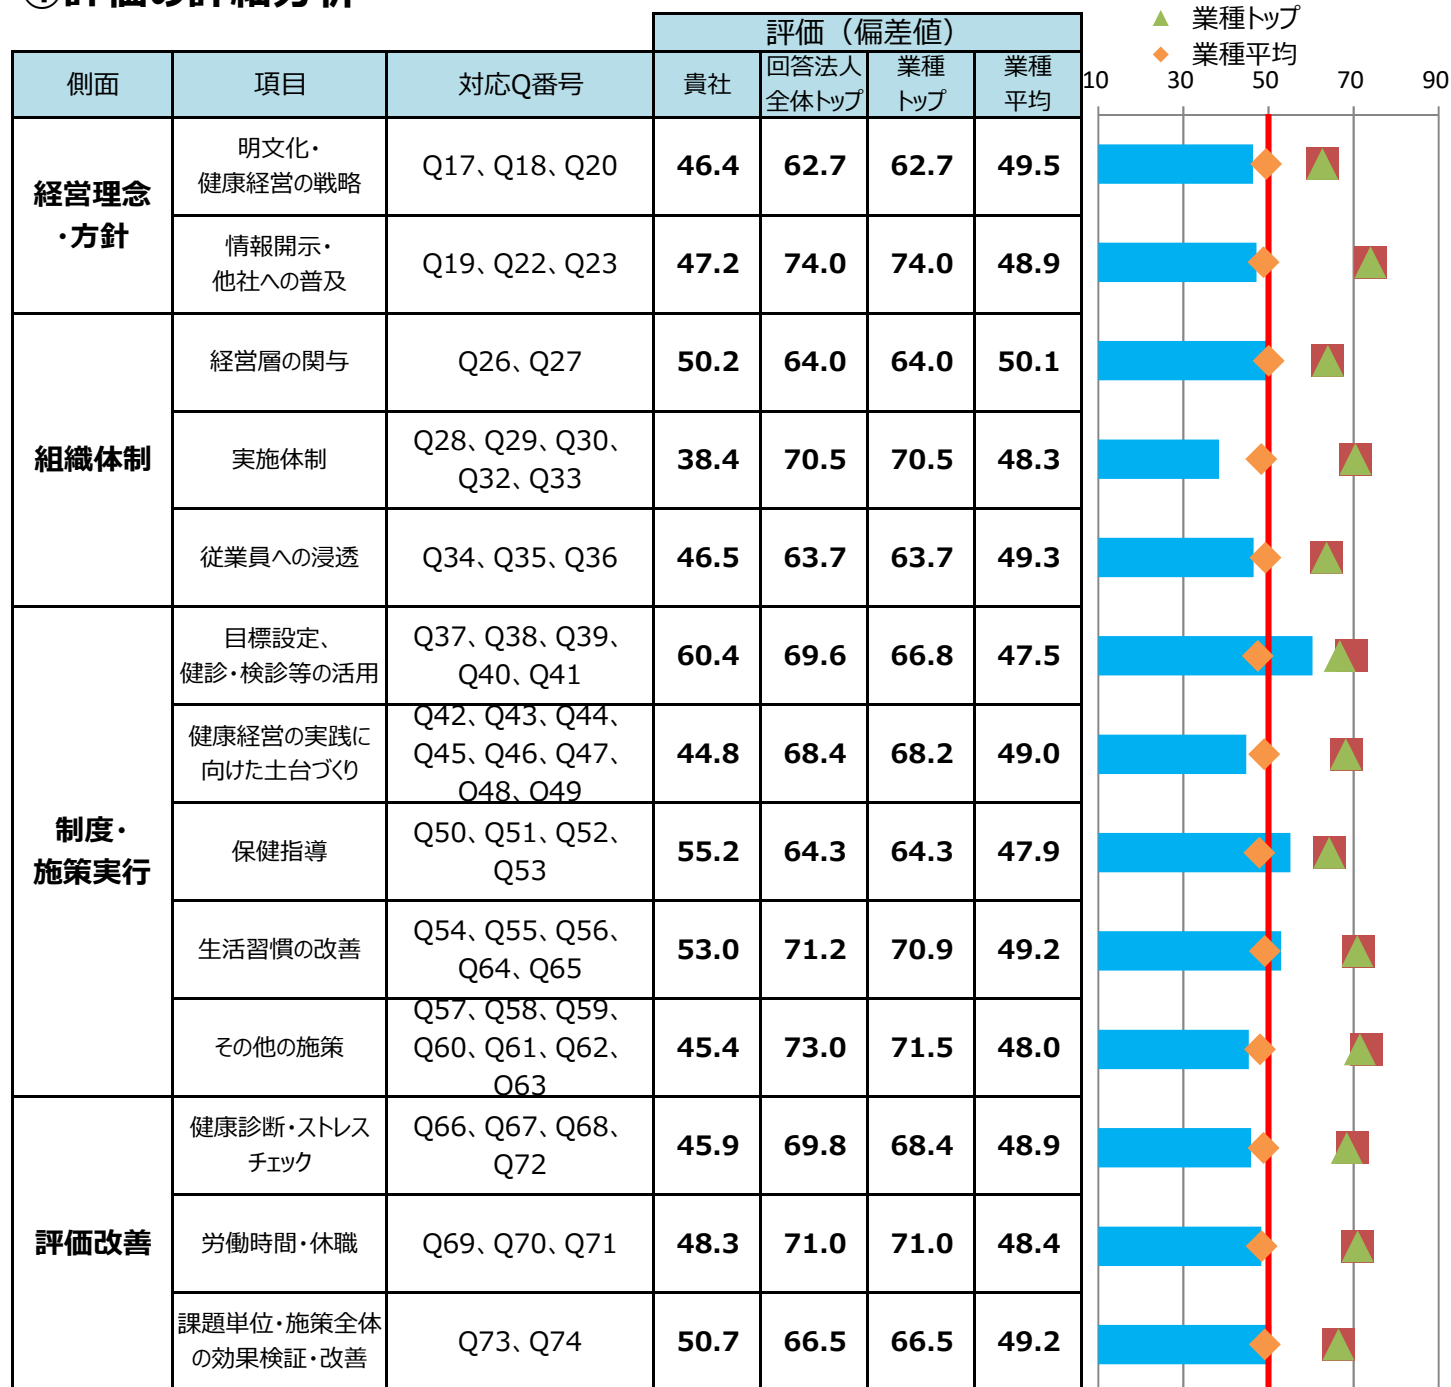 ①評価の詳細分析
評価（偏差値）
側面 項目 対応Q番号 貴社 回答法人全体トップ 業種トップ 業種平均
▲ 業種トップ
◆ 業種平均
10 30 50 70 90
経営理念・方針
明文化・健康経営の戦略 Q17、Q18、Q20 46.4 62.7 62.7 49.5
情報開示・他社への普及 Q19、Q22、Q23 47.2 74.0 74.0 48.9
組織体制
経営層の関与 Q26、Q27 50.2 64.0 64.0 50.1
実施体制 Q28、Q29、Q30、Q32、Q33 38.4 70.5 70.5 48.3
従業員への浸透 Q34、Q35、Q36 46.5 63.7 63.7 49.3
制度・施策実行
目標設定、健診・検診等の活用 Q37、Q38、Q39、Q40、Q41 60.4 69.6 66.8 47.5
健康経営の実践に向けた土台づくり Q42、Q43、Q44、Q45、Q46、Q47、Q48、Q49 44.8 68.4 68.2 49.0
保健指導 Q50、Q51、Q52、Q53 55.2 64.3 64.3 47.9
生活習慣の改善 Q54、Q55、Q56、Q64、Q65 53.0 71.2 70.9 49.2
その他の施策 Q57、Q58、Q59、Q60、Q61、Q62、Q63 45.4 73.0 71.5 48.0
評価改善
健康診断・ストレスチェック Q66、Q67、Q68、Q72 45.9 69.8 68.4 48.9
労働時間・休職 Q69、Q70、Q71 48.3 71.0 71.0 48.4
課題単位・施策全体の効果検証・改善 Q73、Q74 50.7 66.5 66.5 49.2